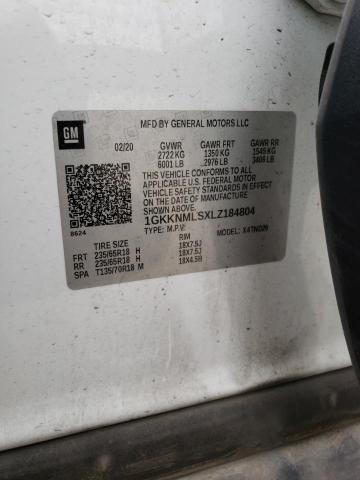 GM
MFD BY GENERAL MOTORS LLC
02/20 GVWR GAWR FRT GAWR RR
2722 KG 1350 KG 1545 KG
6001 LB 2976 LB 3406 LB
THIS VEHICLE CONFORMS TO ALL
APPLICABLE U.S. FEDERAL MOTOR
VEHICLE SAFETY STANDARDS IN
EFFECT ON THE DATE OF MANUFACTURE
SHOWN ABOVE.
1GKKNMLSXLZ184804
8624
TYPE: M.P.V. MODEL: X4TND26
TIRE SIZE RIM
FRT 235/65R18 H 18X7.5J
RR 235/65R18 H 18X7.5J
SPA T135/70R18 M 18X4.5B